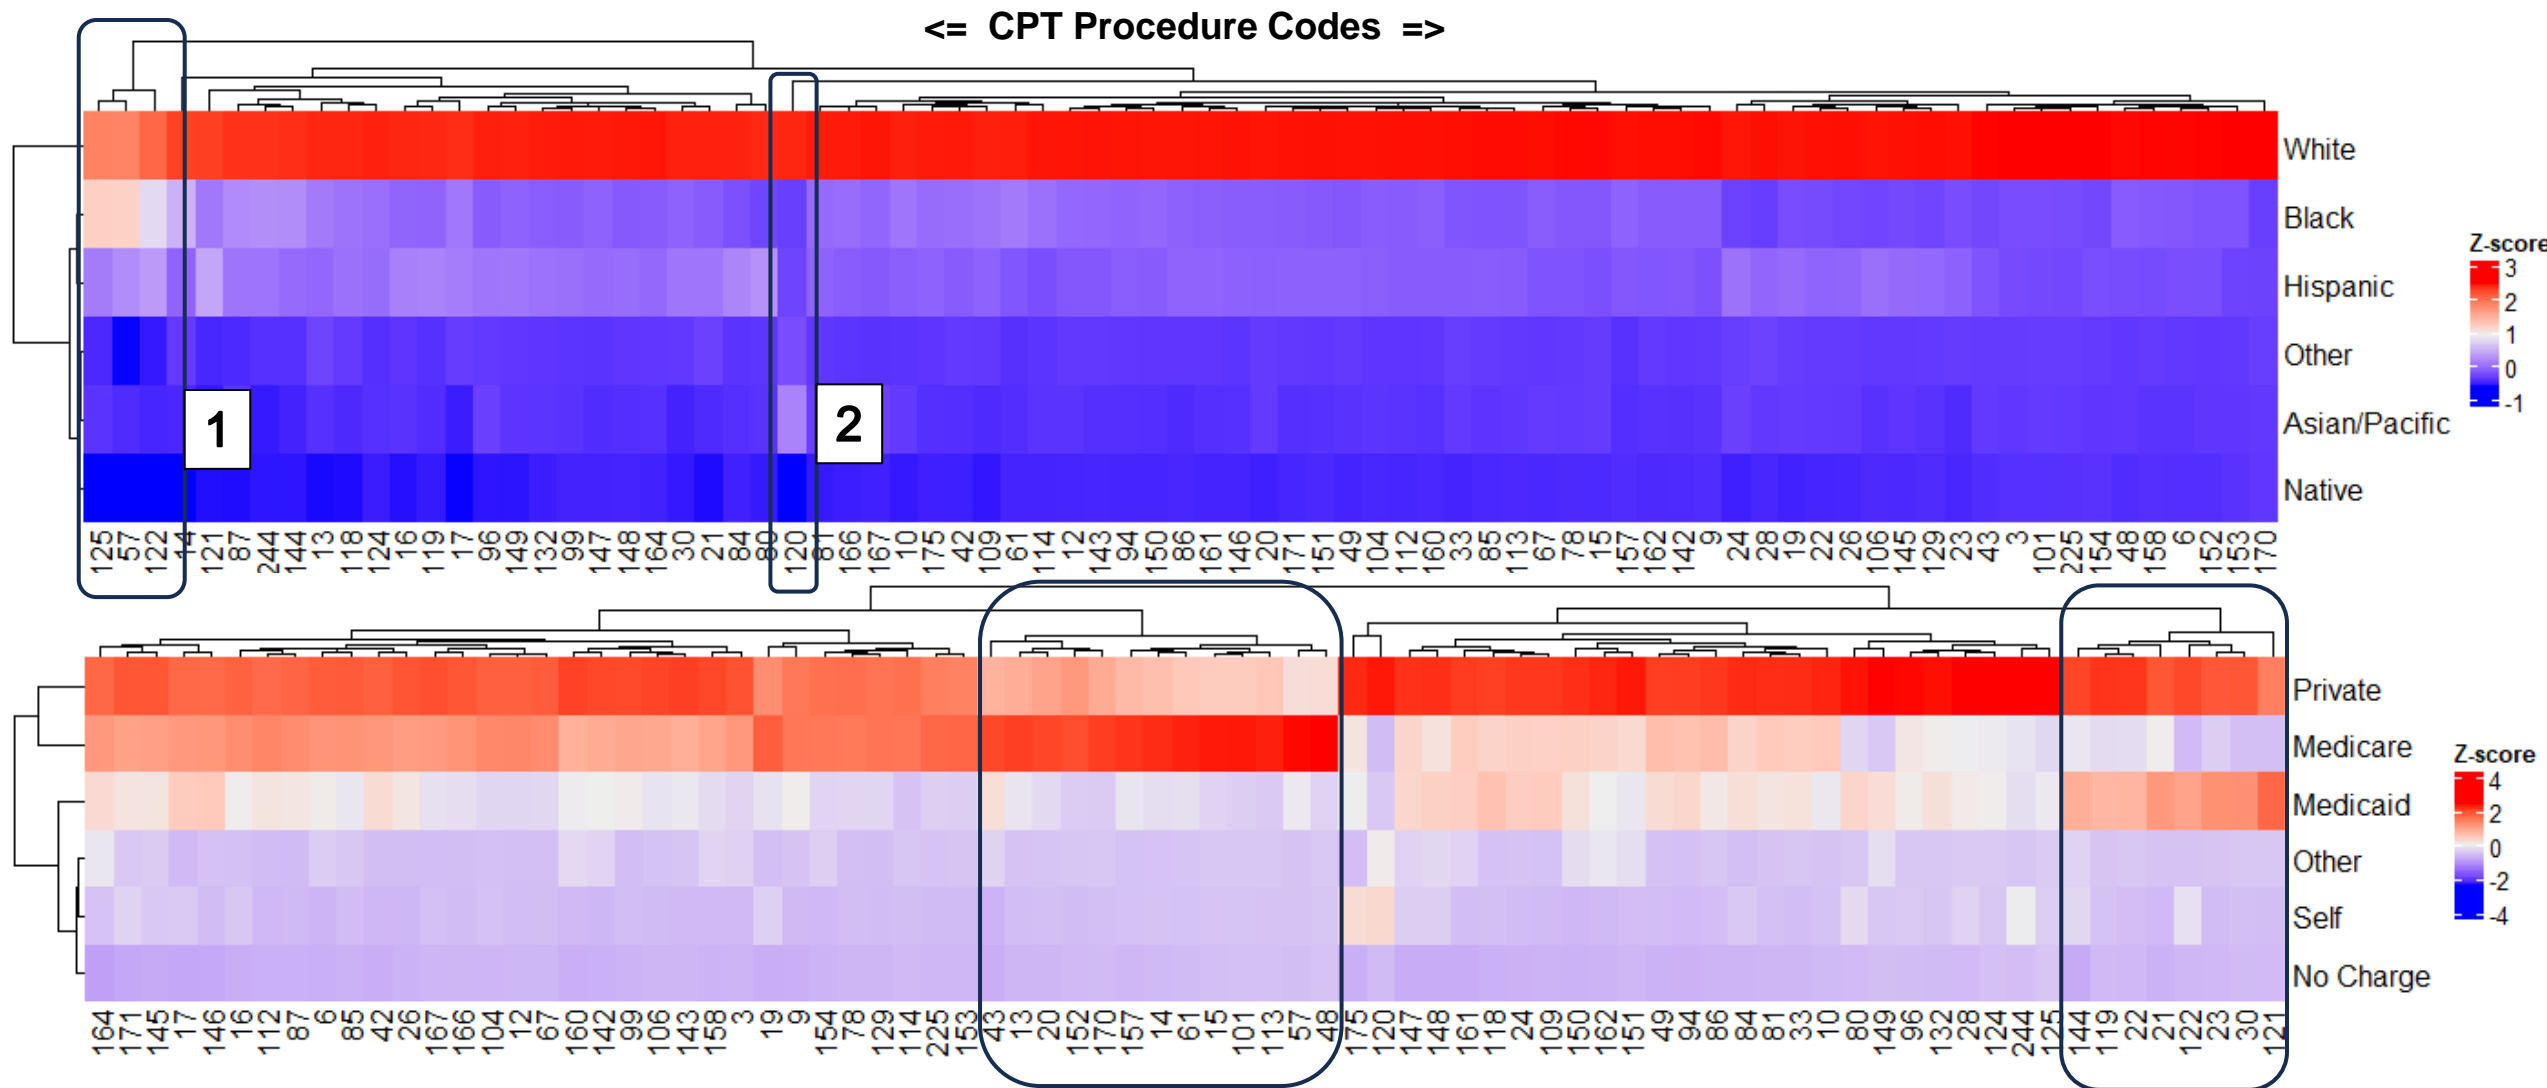 <= CPT Procedure Codes =>
White
Black
Hispanic
Other
Asian/Pacific
Native
Z-score
3
2
1
0
-1
1
2
125 57 122 14 121 87 244 144 13 118 124 16 119 17 96 149 132 99 147 148 164 30 21 84 80 120 81 166 167 10 175 42 109 61 114 12 143 94 150 86 161 146 20 171 151 49 104 112 160 33 85 113 67 78 15 157 162 142 9 24 28 19 22 26 106 145 129 23 43 3 101 225 154 48 158 6 152 153 170
Private
Medicare
Medicaid
Other
Self
No Charge
Z-score
4
2
0
-2
-4
164 171 145 17 146 16 112 87 6 85 42 26 167 166 104 12 67 160 142 99 106 143 158 3 19 9 154 78 129 114 225 153 43 13 20 152 170 157 14 61 15 101 113 57 48 175 120 147 148 161 118 24 109 150 162 151 49 94 86 84 81 33 10 80 149 96 132 28 124 244 125 144 119 22 21 122 23 30 121